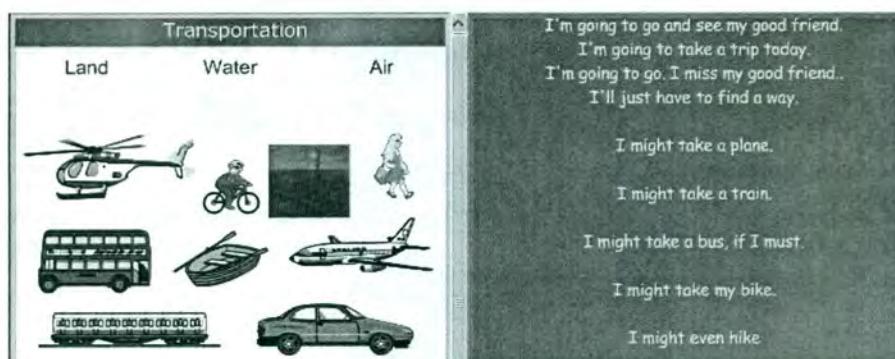 Transportation
Land Water Air
I'm going to go and see my good friend.
I'm going to take a trip today.
I'm going to go. I miss my good friend..
I'll just have to find a way.
I might take a plane.
I might take a train.
I might take a bus, if I must.
I might take my bike.
I might even hike